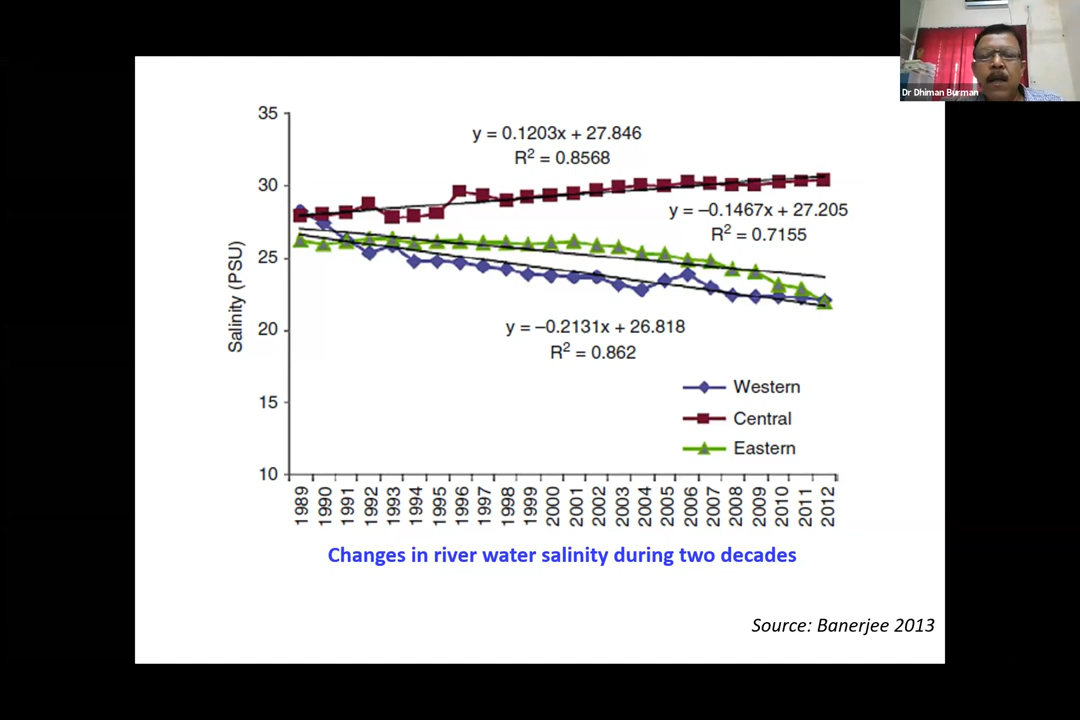 Dr Dhiman Burman
35
y = 0.1203x + 27.846
R² = 0.8568
30
y = –0.1467x + 27.205
R² = 0.7155
25
Salinity (PSU)
20
y = –0.2131x + 26.818
R² = 0.862
15
Western
Central
Eastern
10
1989 1990 1991 1992 1993 1994 1995 1996 1997 1998 1999 2000 2001 2002 2003 2004 2005 2006 2007 2008 2009 2010 2011 2012
Changes in river water salinity during two decades
Source: Banerjee 2013